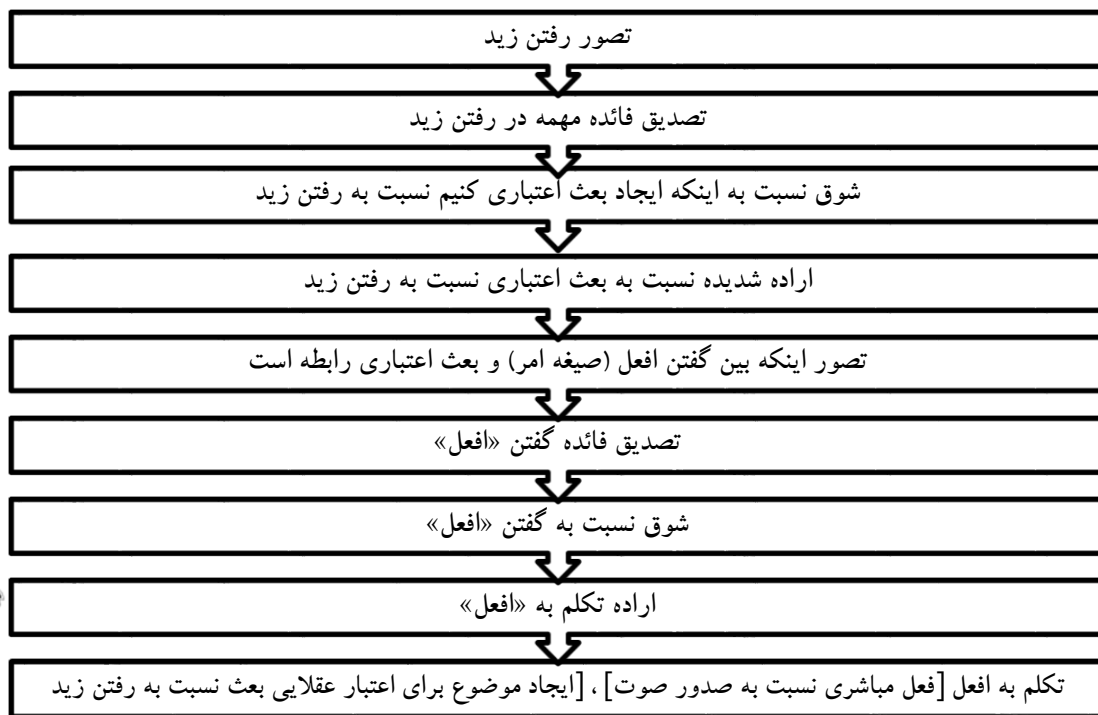 تصور رفتن زید
تصدیق فائده مهمه در رفتن زید
شوق نسبت به اینکه ایجاد بعث اعتباری کنیم نسبت به رفتن زید
اراده شدیده نسبت به بعث اعتباری نسبت به رفتن زید
تصور اینکه بین گفتن افعل (صیغه امر) و بعث اعتباری رابطه است
تصدیق فائده گفتن «افعل»
شوق نسبت به گفتن «افعل»
اراده تکلم به «افعل»
تکلم به افعل [فعل مباشری نسبت به صدور صوت]، [ایجاد موضوع برای اعتبار عقلایی بعث نسبت به رفتن زید